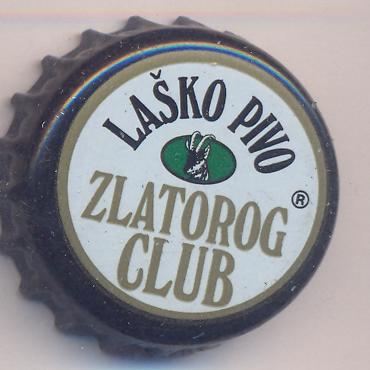 LAŠKO PIVO
ZLATOROG
®
CLUB